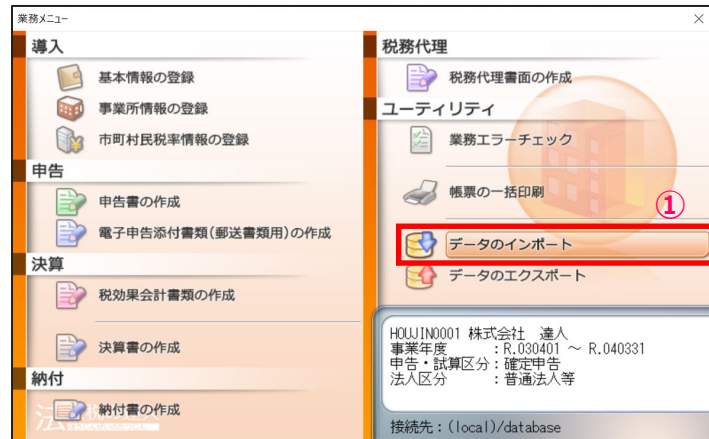 業務メニュー
導入
基本情報の登録
事業所情報の登録
市町村民税率情報の登録
申告
申告書の作成
電子申告添付書類(郵送書類用)の作成
決算
税効果会計書類の作成
決算書の作成
納付
納付書の作成
税務代理
税務代理書面の作成
ユーティリティ
業務エラーチェック
帳票の一括印刷
①
データのインポート
データのエクスポート
HOUJIN0001 株式会社 達人
事業年度 :R.030401 ~ R.040331
申告・試算区分:確定申告
法人区分 :普通法人等
接続先:(local)/database